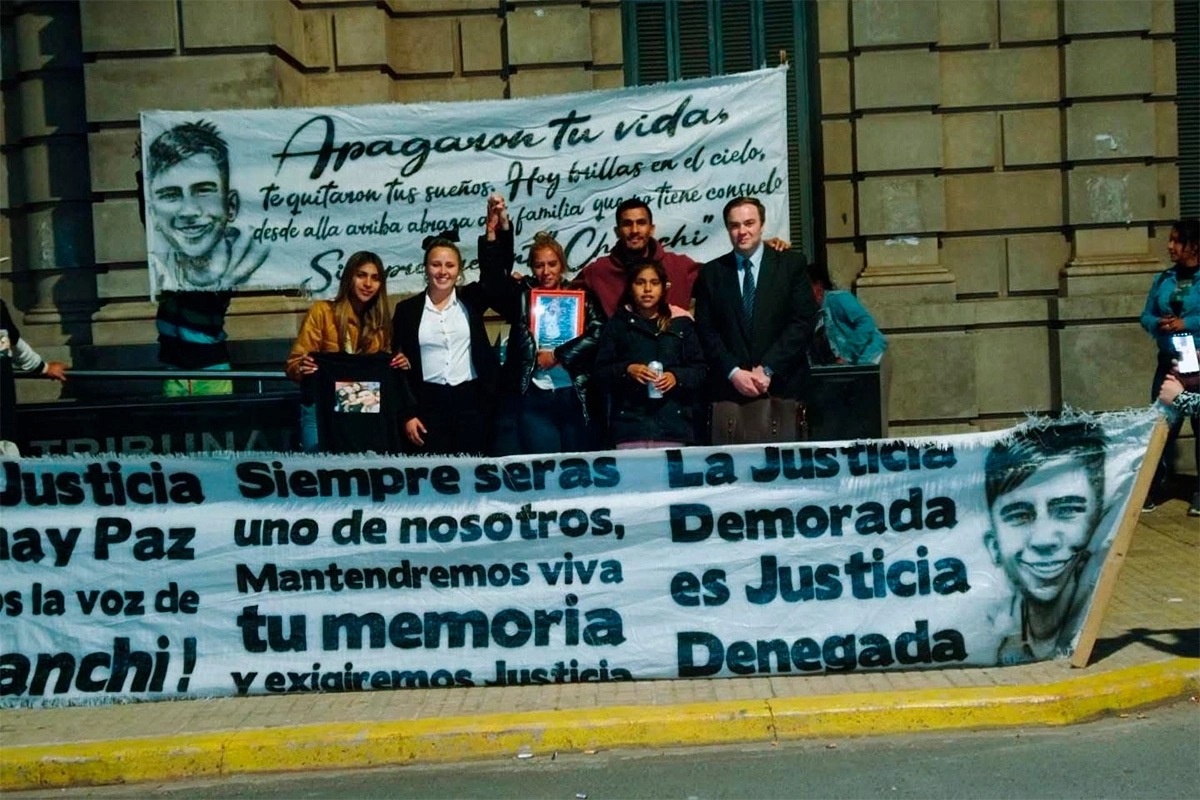 Apagaron tu vida,
te quitaron tus sueños. Hoy brillas en el cielo,
desde alla arriba abraza a familia que no tiene consuelo
Siempre
TRIBUNA
Justicia
hay Paz
la voz de
anchi!
Siempre seras
uno de nosotros,
Mantendremos viva
tu memoria
y exigiremos Justicia
La Justicia
Demorada
es Justicia
Denegada